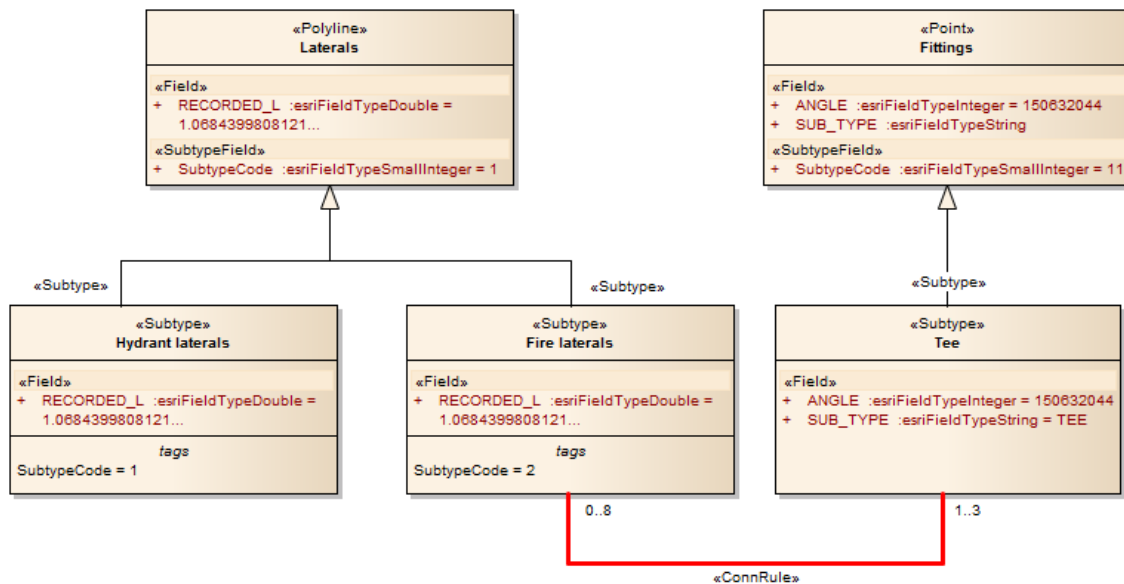 «Polyline»
Laterals
«Field»
+ RECORDED_L :esriFieldTypeDouble =
1.0684399808121...
«SubtypeField»
+ SubtypeCode :esriFieldTypeSmallInteger = 1
«Point»
Fittings
«Field»
+ ANGLE :esriFieldTypeInteger = 150632044
+ SUB_TYPE :esriFieldTypeString
«SubtypeField»
+ SubtypeCode :esriFieldTypeSmallInteger = 11
«Subtype»
«Subtype»
«Subtype»
«Subtype»
Hydrant laterals
«Field»
+ RECORDED_L :esriFieldTypeDouble =
1.0684399808121...
tags
SubtypeCode = 1
«Subtype»
Fire laterals
«Field»
+ RECORDED_L :esriFieldTypeDouble =
1.0684399808121...
tags
SubtypeCode = 2
«Subtype»
Tee
«Field»
+ ANGLE :esriFieldTypeInteger = 150632044
+ SUB_TYPE :esriFieldTypeString = TEE
0..8
1..3
«ConnRule»